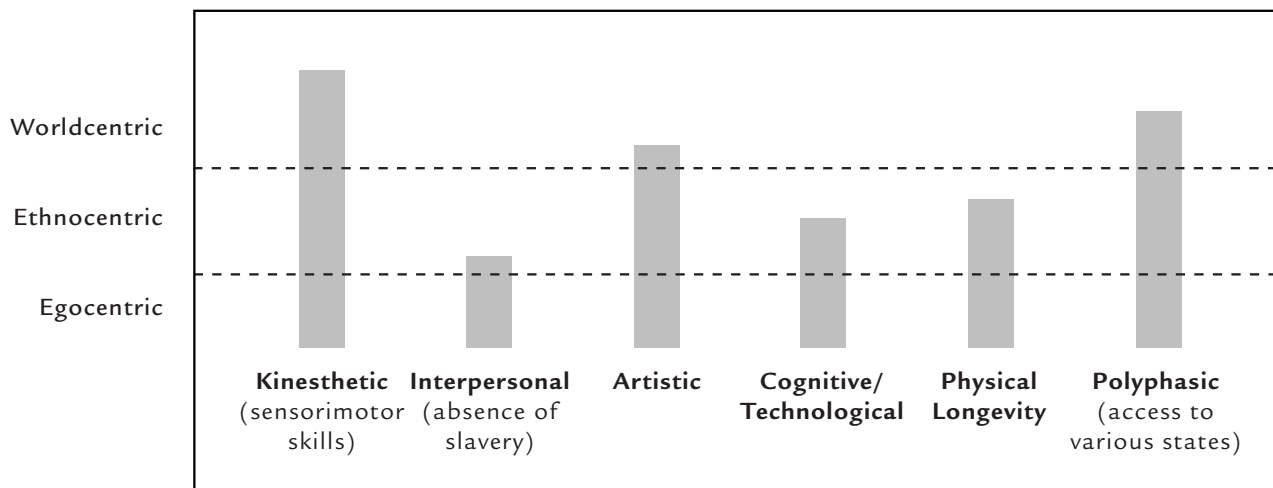 Worldcentric
Ethnocentric
Egocentric
Kinesthetic
(sensorimotor
skills)
Interpersonal
(absence of
slavery)
Artistic
Cognitive/
Technological
Physical
Longevity
Polyphasic
(access to
various states)